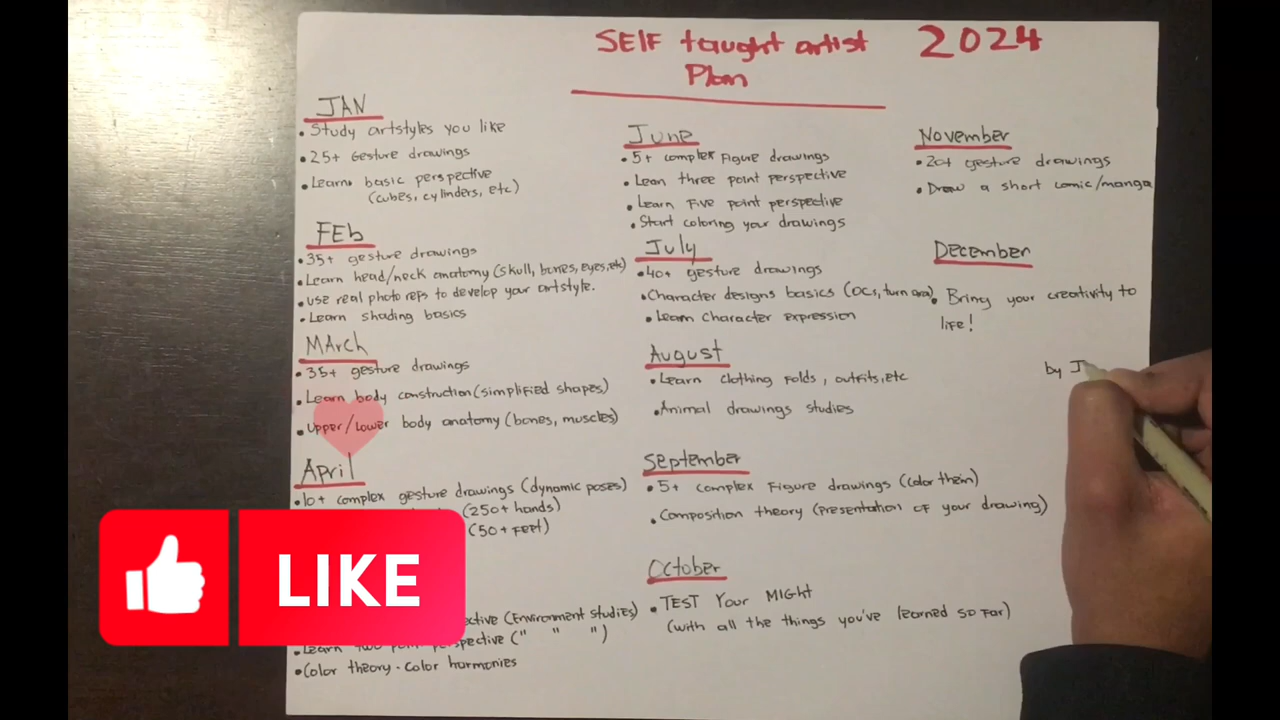 SElF taught artist 2024
Plan
JAN
• Study artstyles you like
• 25+ Gesture drawings
• Learn basic perspective
(cubes, cylinders, etc)
FEb
• 35+ gesture drawings
• Learn head/neck anatomy (skull, bones, eyes, etc)
• use real photo refs to develop your artstyle.
• Learn shading basics
MArch
• 35+ gesture drawings
• Learn body construction (simplified shapes)
• upper/lower body anatomy (bones, muscles)
April
• 10+ complex gesture drawings (dynamic poses)
(250+ hands)
(50+ feet)
LIKE
ective (Environment studies)
• Learn two point perspective (" " ")
• Color theory - color harmonies
June
• 5+ complex Figure drawings
• Lean three point perspective
• Learn Five point perspective
• Start coloring your drawings
July
• 40+ gesture drawings
• Character designs basics (OCs, turn ara)
• Learn Character expression
August
• Learn clothing Folds, outfits, etc
• Animal drawings studies
September
• 5+ complex Figure drawings (Color them)
• Composition theory (Presentation of your drawing)
October
• TEST Your MIGHt
(with all the things you've learned so far)
November
• 20+ gesture drawings
• Draw a short comic/manga
December
• Bring your creativity to
life!
by J